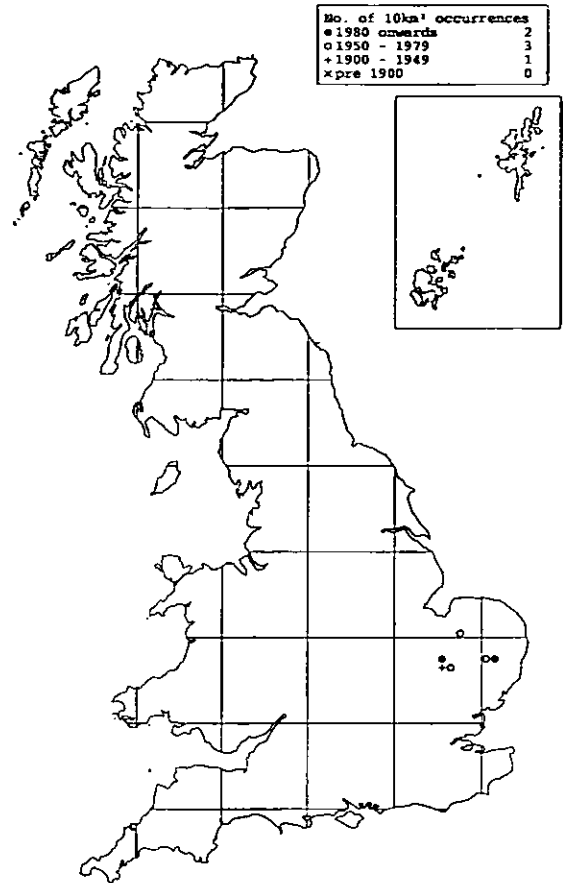 No. of 10km² occurrences
● 1980 onwards 2
○ 1950 - 1979 3
+ 1900 - 1949 1
× pre 1900 0